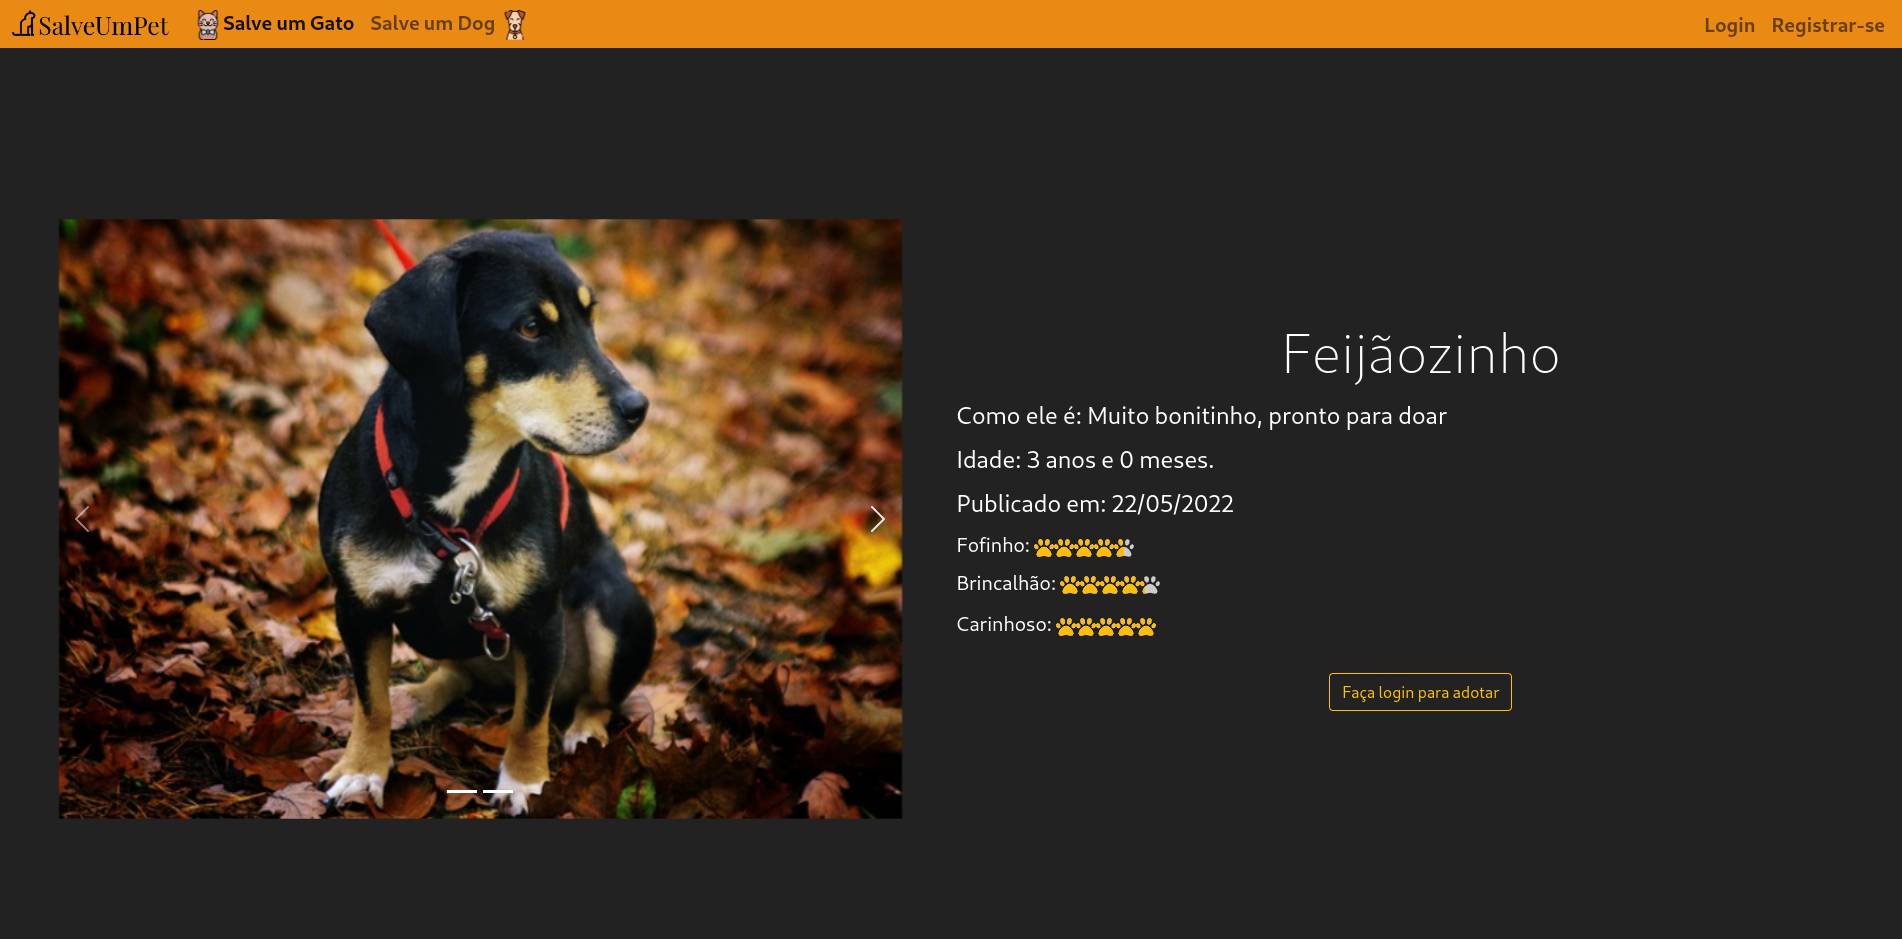 SalveUmPet Salve um Gato Salve um Dog Login Registrar-se
Feijãozinho
Como ele é: Muito bonitinho, pronto para doar
Idade: 3 anos e 0 meses.
Publicado em: 22/05/2022
Fofinho:
Brincalhão:
Carinhoso:
Faça login para adotar